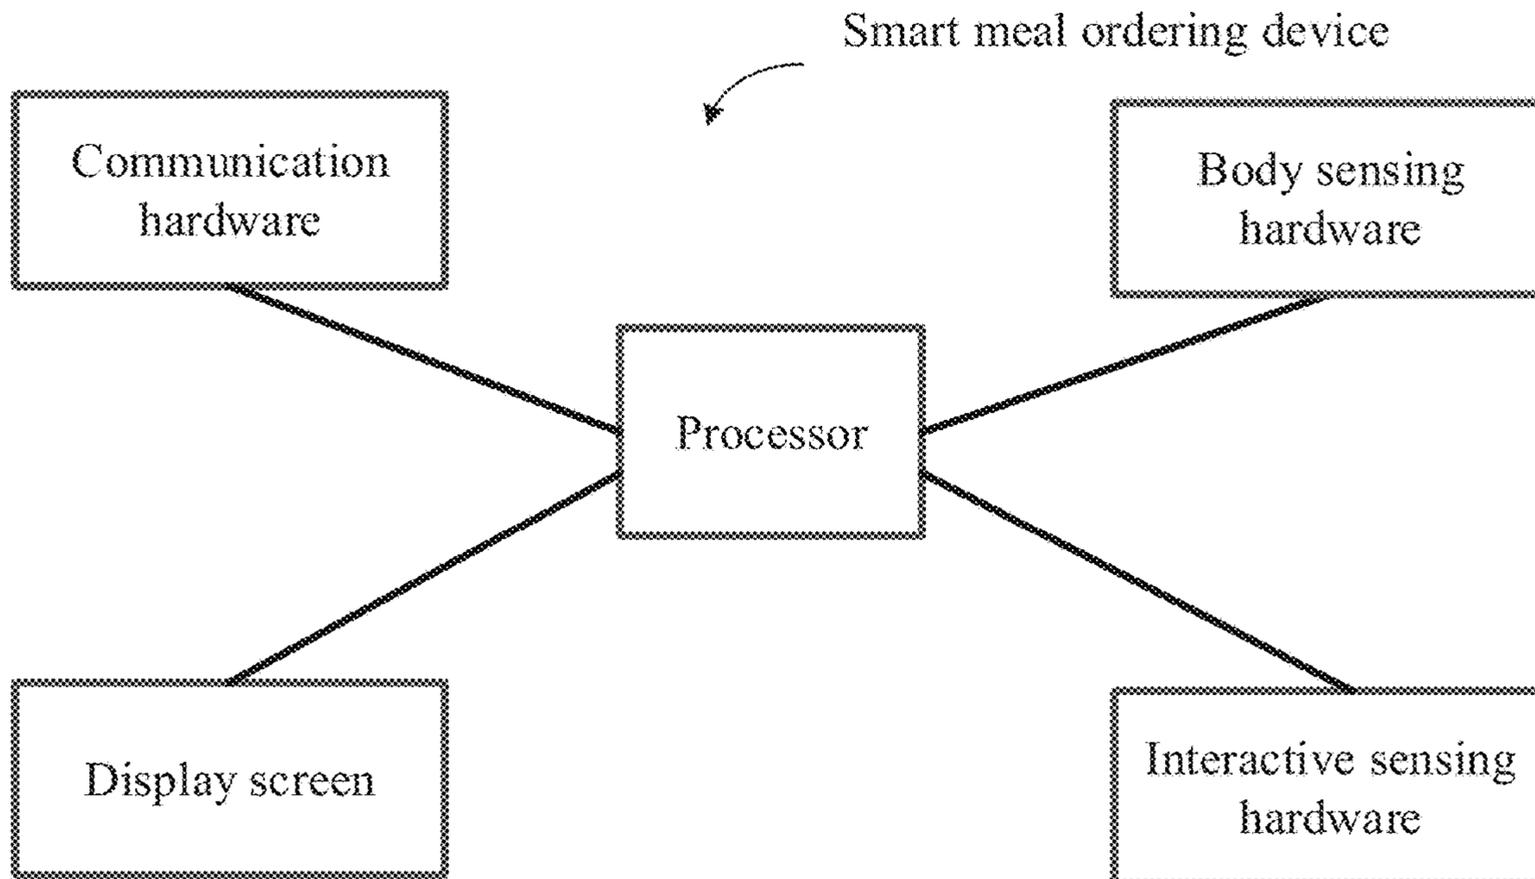 Smart meal ordering device
Communication
hardware
Body sensing
hardware
Processor
Display screen
Interactive sensing
hardware